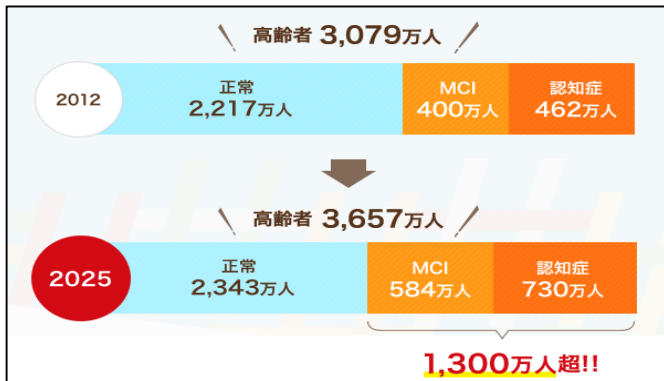 高齢者 3,079万人
2012
正常
2,217万人
MCI
400万人
認知症
462万人
高齢者 3,657万人
2025
正常
2,343万人
MCI
584万人
認知症
730万人
1,300万人超!!